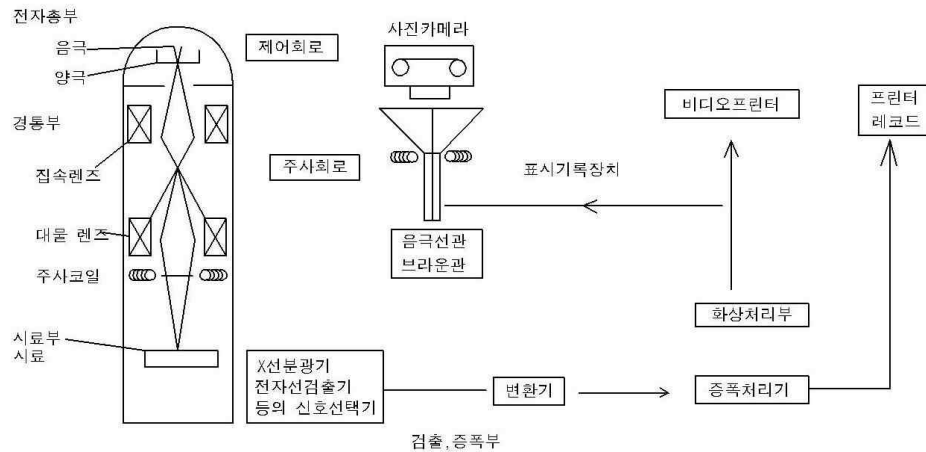 전자총부
음극
양극
경통부
집속렌즈
대물 렌즈
주사코일
시료부
시료
제어회로
주사회로
X선분광기
전자선검출기
등의 신호선택기
사진카메라
음극선관
브라운관
표시기록장치
비디오프린터
프린터
레코드
화상처리부
변환기
증폭처리기
검출,증폭부